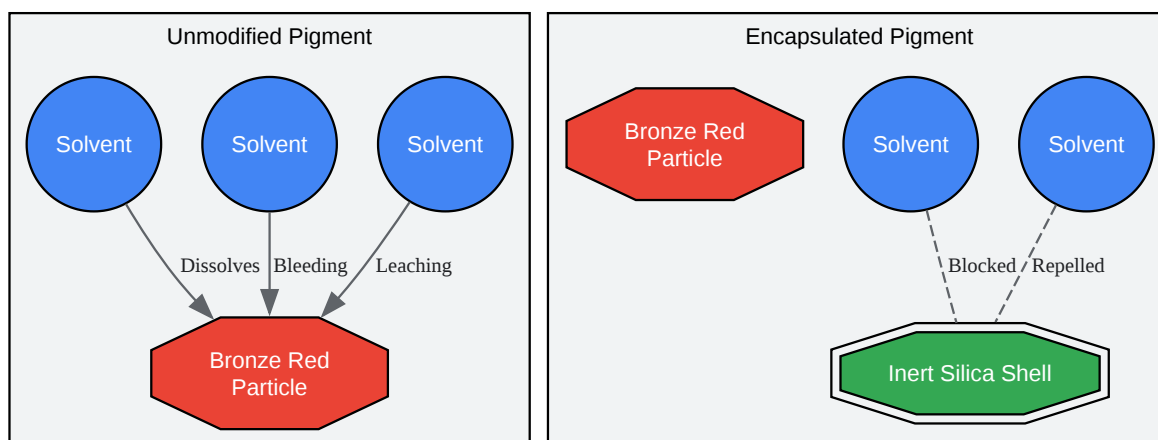 Unmodified Pigment
Solvent
Solvent
Solvent
Dissolves
Bleeding
Leaching
Bronze Red
Particle
Encapsulated Pigment
Bronze Red
Particle
Solvent
Solvent
Blocked
Repelled
Inert Silica Shell